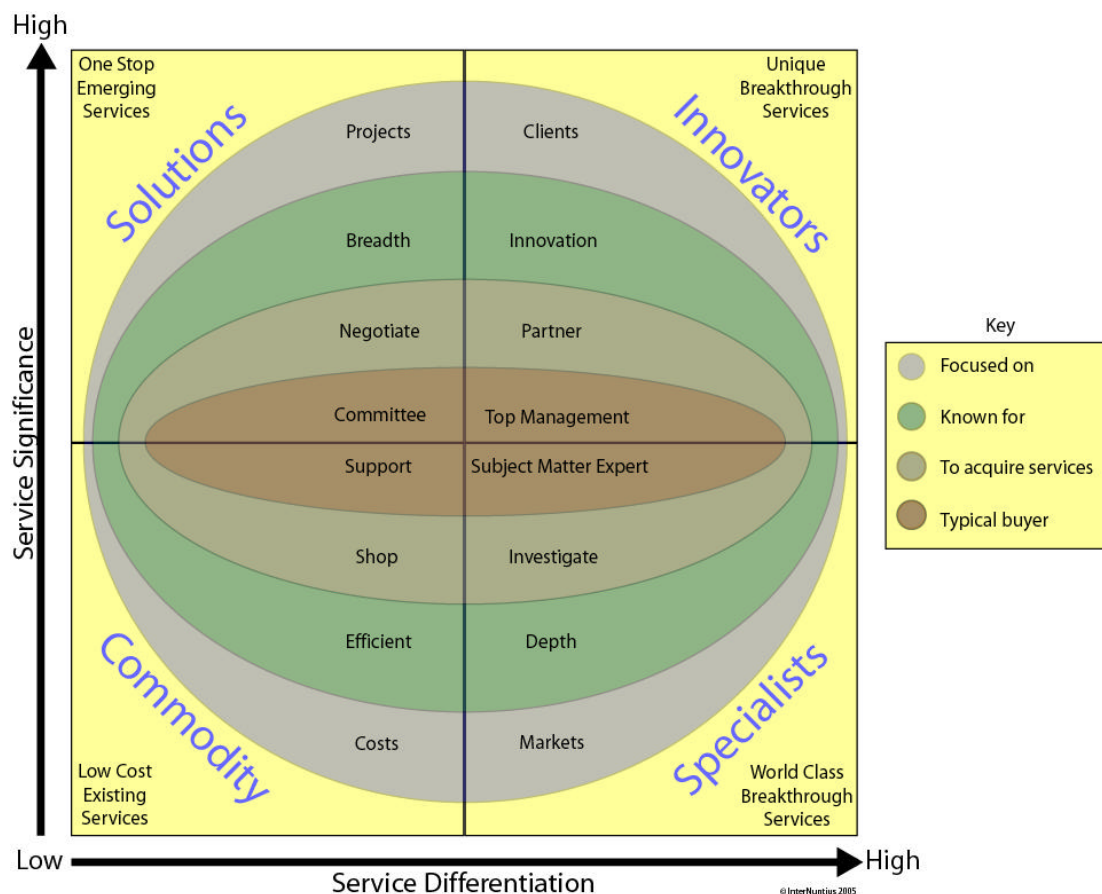 High
One Stop
Emerging
Services
Unique
Breakthrough
Services
Solutions
Innovators
Projects
Clients
Breadth
Innovation
Negotiate
Partner
Committee
Top Management
Support
Subject Matter Expert
Shop
Investigate
Efficient
Depth
Costs
Markets
Commodity
Specialists
Low Cost
Existing
Services
World Class
Breakthrough
Services
Service Significance
Key
Focused on
Known for
To acquire services
Typical buyer
Low
High
Service Differentiation
© InterNuntius 2005